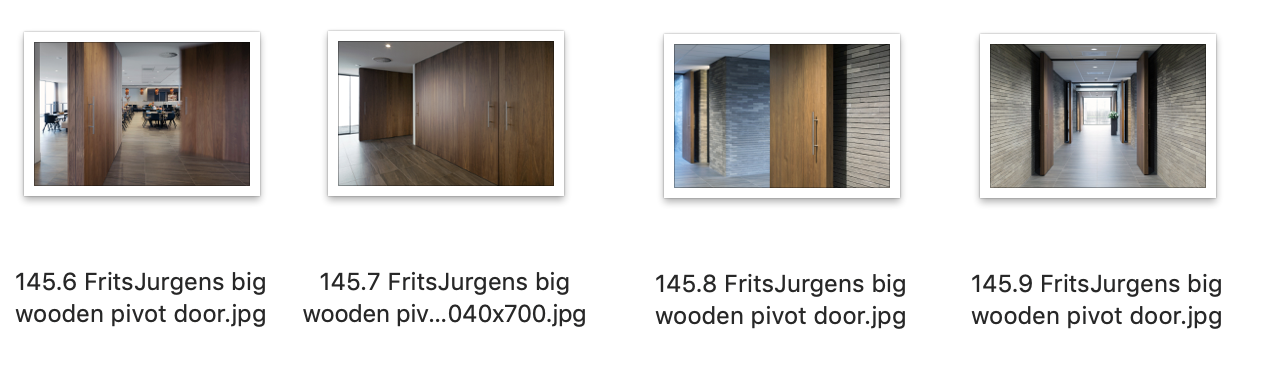 145.6 FritsJurgens big
wooden pivot door.jpg
145.7 FritsJurgens big
wooden piv...040x700.jpg
145.8 FritsJurgens big
wooden pivot door.jpg
145.9 FritsJurgens big
wooden pivot door.jpg